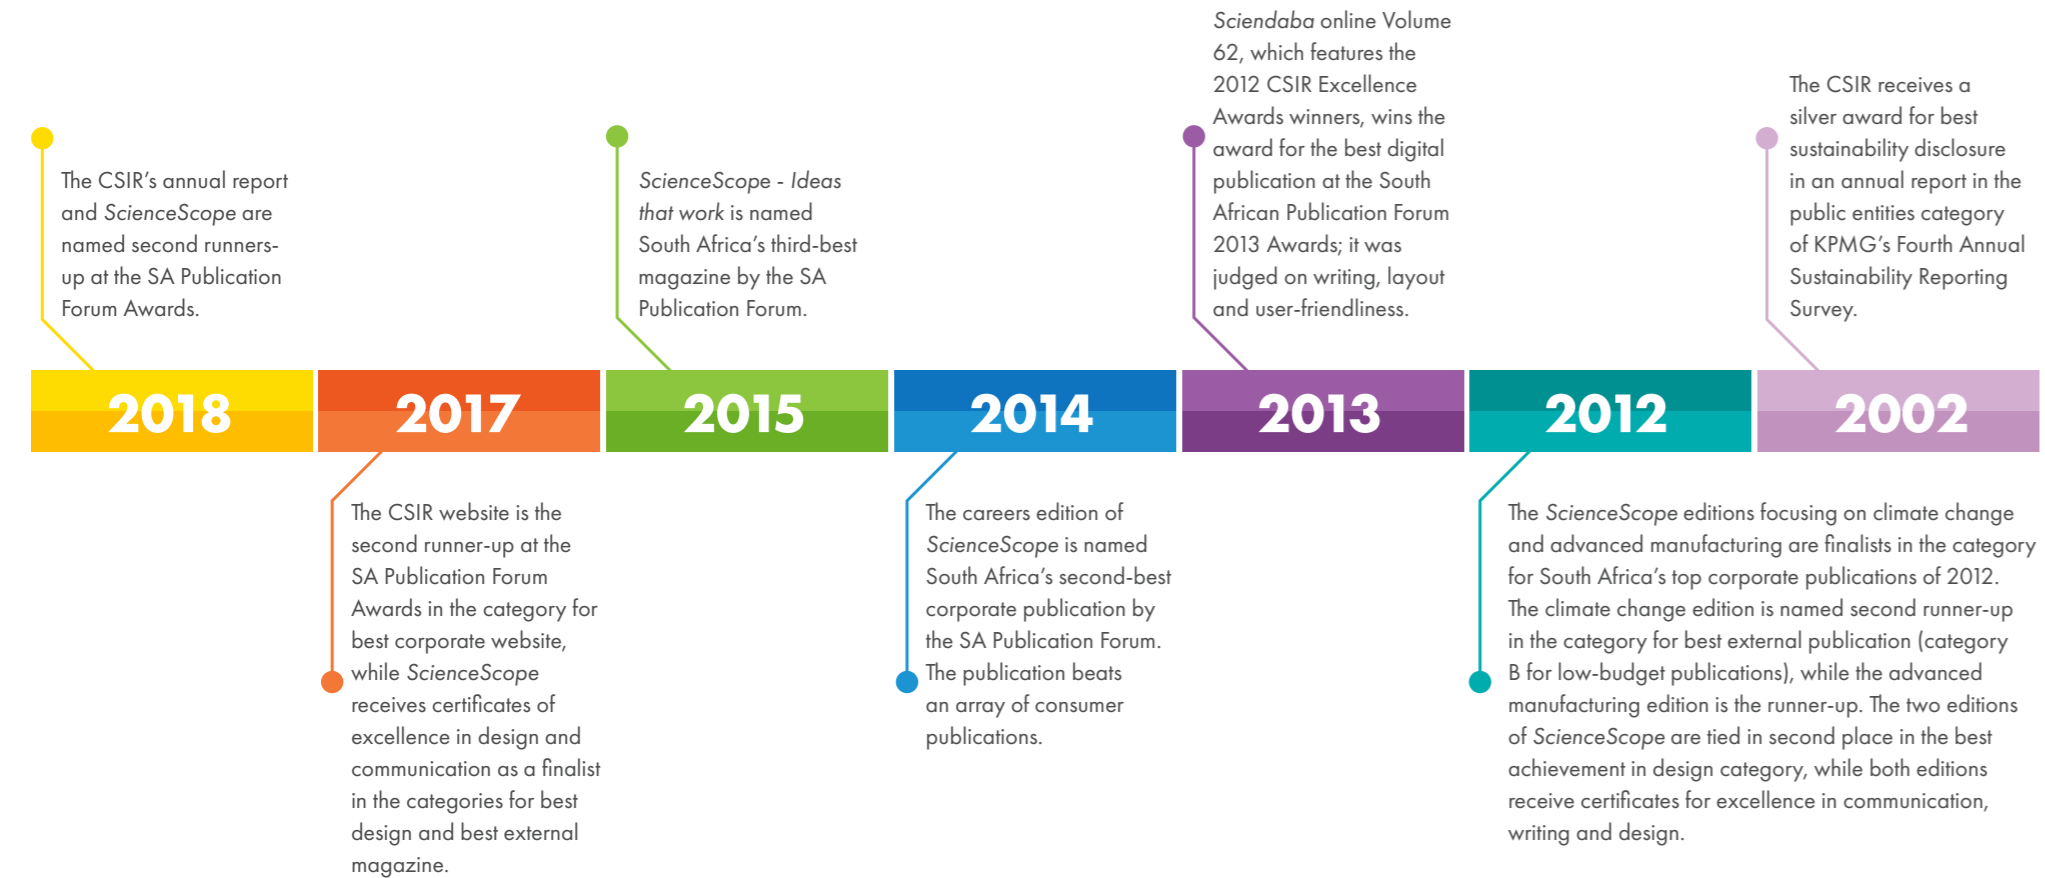 The CSIR's annual report
and ScienceScope are
named second runners-
up at the SA Publication
Forum Awards.
ScienceScope - Ideas
that work is named
South Africa's third-best
magazine by the SA
Publication Forum.
Sciendaba online Volume
62, which features the
2012 CSIR Excellence
Awards winners, wins the
award for the best digital
publication at the South
African Publication Forum
2013 Awards; it was
judged on writing, layout
and user-friendliness.
The CSIR receives a
silver award for best
sustainability disclosure
in an annual report in the
public entities category
of KPMG's Fourth Annual
Sustainability Reporting
Survey.
2018
2017
2015
2014
2013
2012
2002
The CSIR website is the
second runner-up at the
SA Publication Forum
Awards in the category for
best corporate website,
while ScienceScope
receives certificates of
excellence in design and
communication as a finalist
in the categories for best
design and best external
magazine.
The careers edition of
ScienceScope is named
South Africa's second-best
corporate publication by
the SA Publication Forum.
The publication beats
an array of consumer
publications.
The ScienceScope editions focusing on climate change
and advanced manufacturing are finalists in the category
for South Africa's top corporate publications of 2012.
The climate change edition is named second runner-up
in the category for best external publication (category
B for low-budget publications), while the advanced
manufacturing edition is the runner-up. The two editions
of ScienceScope are tied in second place in the best
achievement in design category, while both editions
receive certificates for excellence in communication,
writing and design.